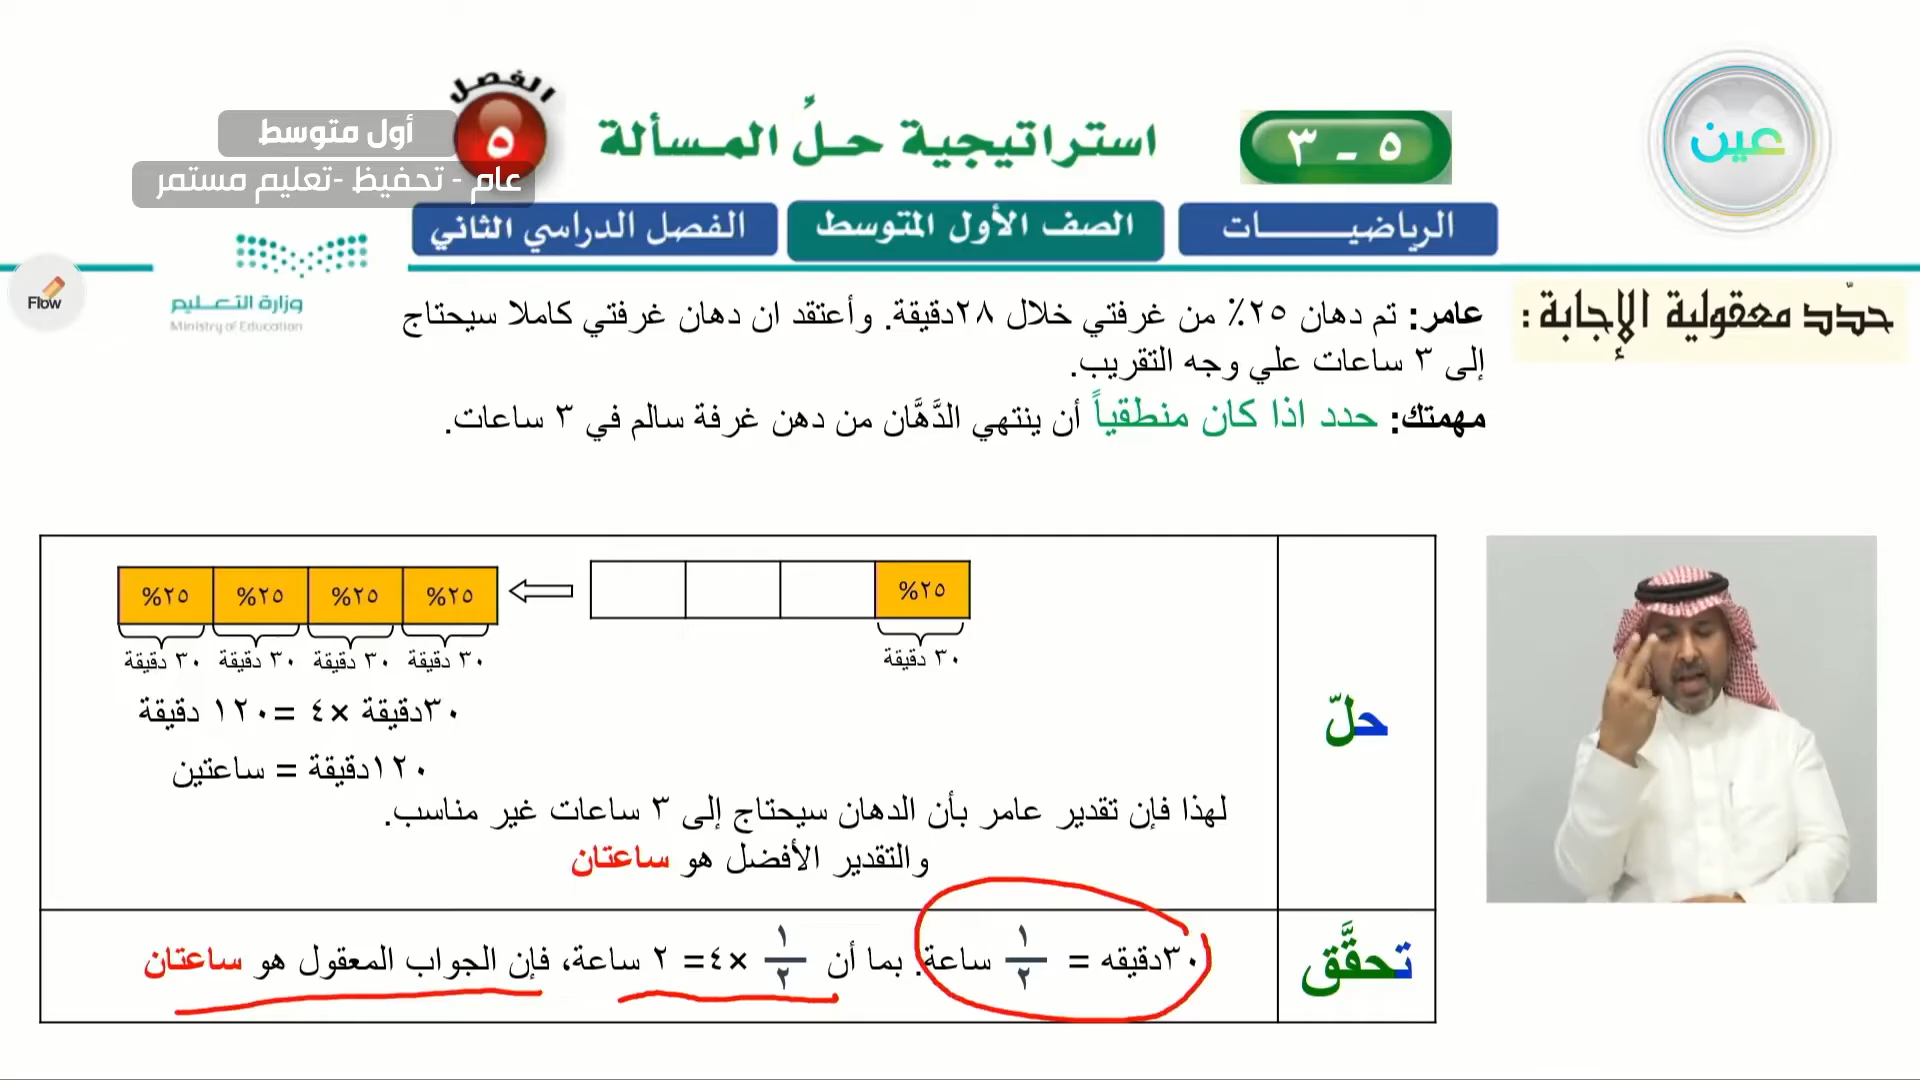 الفصل
٥
استراتيجية حلِّ المسألة
٥ - ٣
عين
أول متوسط
عام - تحفيظ -تعليم مستمر
الرياضيـــــــات
الصف الأول المتوسط
الفصل الدراسي الثاني
Flow
وزارة التعليم
Ministry of Education
حدّد معقولية الإجابة :
عامر: تم دهان ٢٥٪ من غرفتي خلال ٢٨دقيقة. وأعتقد ان دهان غرفتي كاملا سيحتاج
إلى ٣ ساعات علي وجه التقريب.
مهمتك: حدد اذا كان منطقياً أن ينتهي الدَّهَّان من دهن غرفة سالم في ٣ ساعات.
حلّ
%٢٥
٣٠ دقيقة
%٢٥ %٢٥ %٢٥ %٢٥
٣٠ دقيقة ٣٠ دقيقة ٣٠ دقيقة ٣٠ دقيقة
٣٠دقيقة ×٤ =١٢٠ دقيقة
١٢٠دقيقة = ساعتين
لهذا فإن تقدير عامر بأن الدهان سيحتاج إلى ٣ ساعات غير مناسب.
والتقدير الأفضل هو ساعتان
تحقَّق
٣٠دقيقه = ١/٢ ساعة. بما أن ١/٢ ×٤= ٢ ساعة، فإن الجواب المعقول هو ساعتان